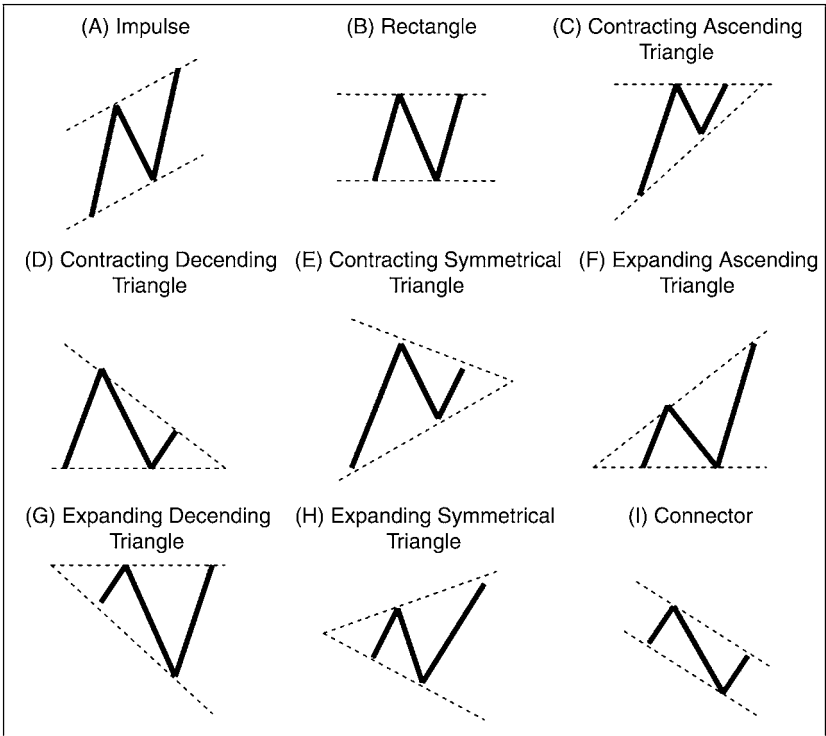 (A) Impulse
(B) Rectangle
(C) Contracting Ascending
Triangle
(D) Contracting Decending
Triangle
(E) Contracting Symmetrical
Triangle
(F) Expanding Ascending
Triangle
(G) Expanding Decending
Triangle
(H) Expanding Symmetrical
Triangle
(I) Connector